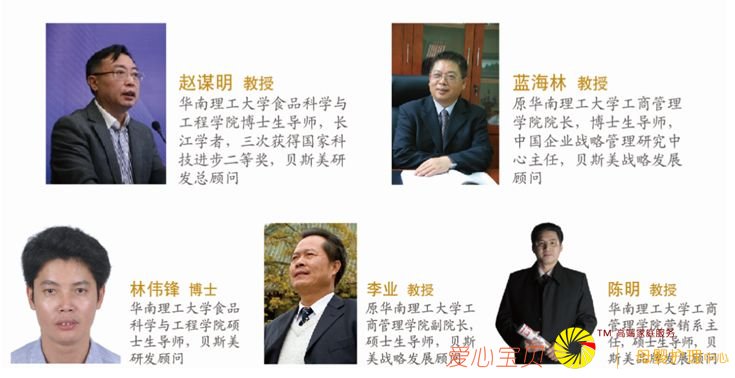 赵谋明 教授
华南理工大学食品科学与
工程学院博士生导师，长
江学者，三次获得国家科
技进步二等奖，贝斯美研
发总顾问
蓝海林 教授
原华南理工大学工商管理
学院院长，博士生导师，
中国企业战略管理研究中
心主任，贝斯美战略发展
顾问
林伟锋 博士
华南理工大学食品
科学与工程学院硕
士生导师，贝斯美
研发顾问
李业 教授
原华南理工大学工
商管理学院副院长，
硕士生导师，贝斯
美战略发展顾问
陈明 教授
华南理工大学工商
管理学院营销系主
任，硕士生导师，贝
斯美品牌发展顾问
爱心宝贝
TM 高端家庭服务
中心